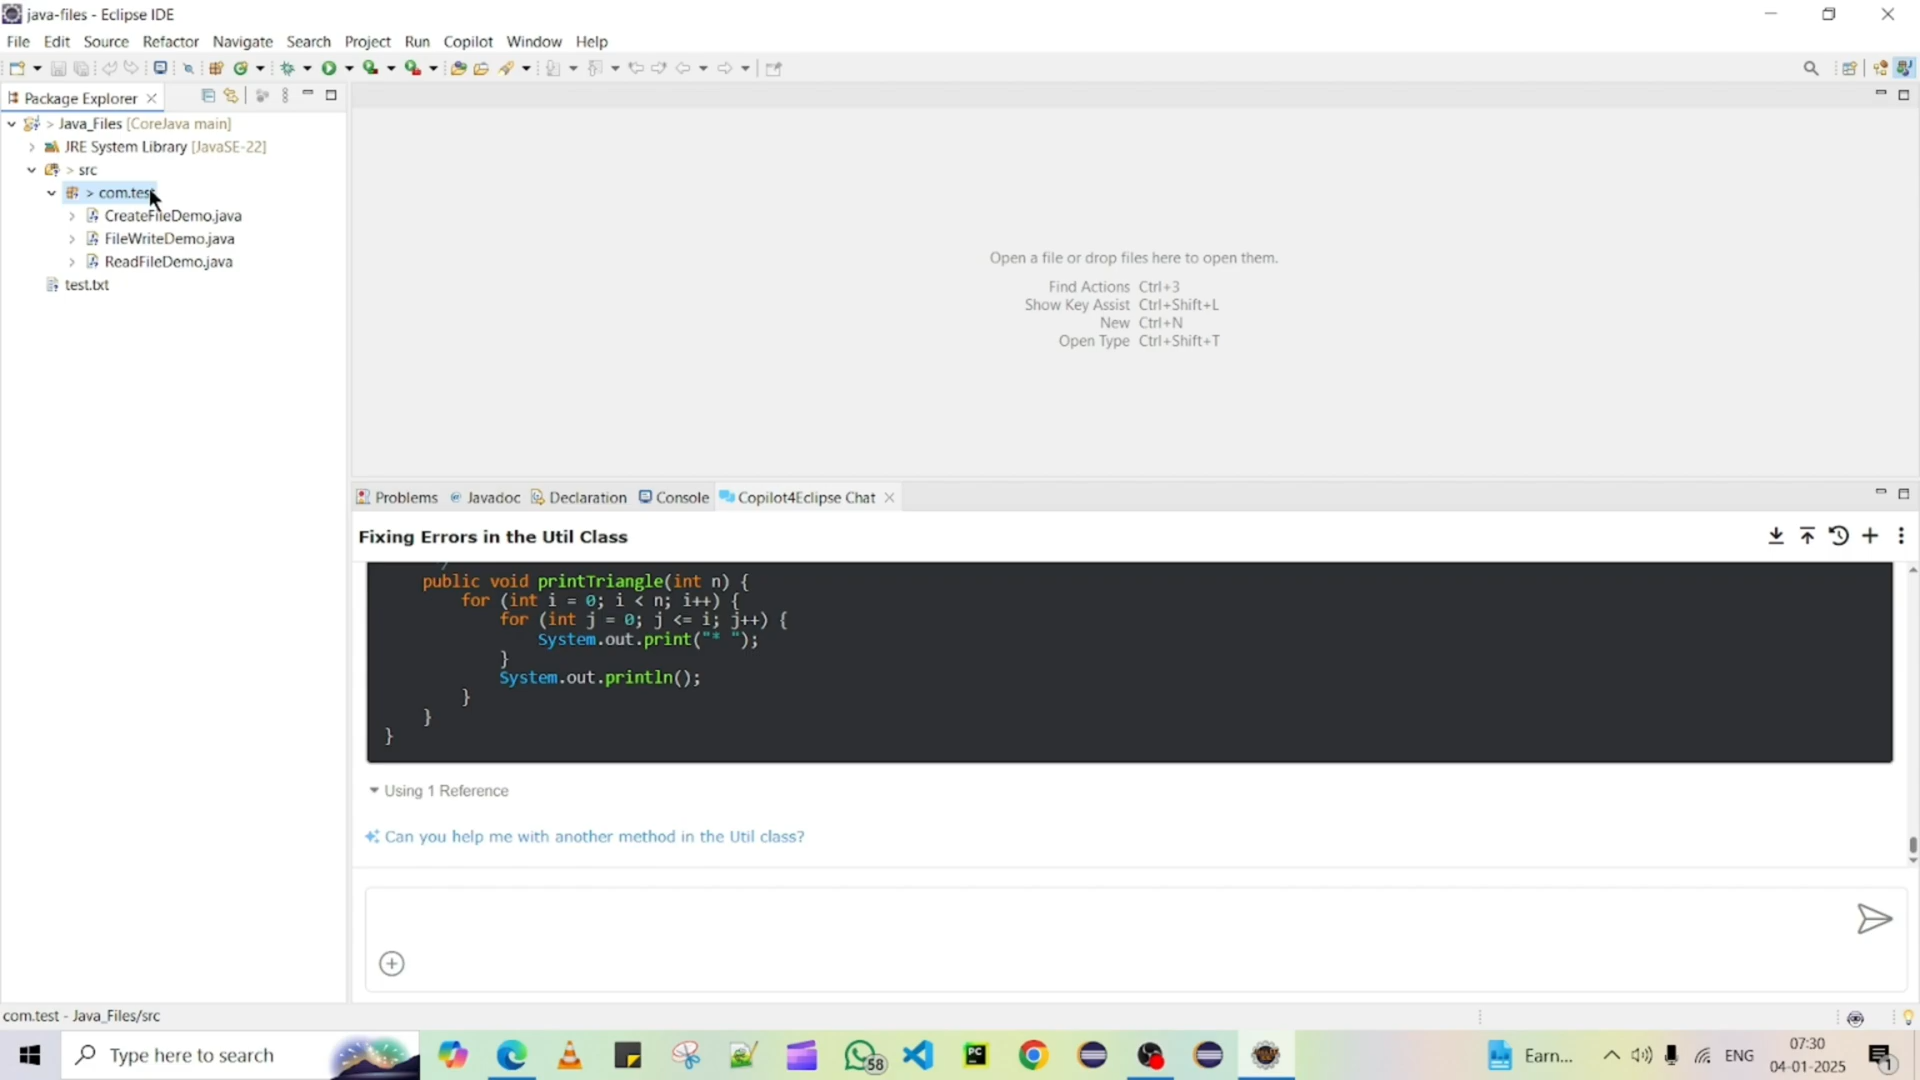 java-files - Eclipse IDE
File Edit Source Refactor Navigate Search Project Run Copilot Window Help
Package Explorer
> Java_Files [CoreJava main]
JRE System Library [JavaSE-22]
> src
> com.test
CreateFileDemo.java
FileWriteDemo.java
ReadFileDemo.java
test.txt
Open a file or drop files here to open them.
Find Actions Ctrl+3
Show Key Assist Ctrl+Shift+L
New Ctrl+N
Open Type Ctrl+Shift+T
Problems Javadoc Declaration Console Copilot4Eclipse Chat
Fixing Errors in the Util Class
public void printTriangle(int n) {
for (int i = 0; i < n; i++) {
for (int j = 0; j <= i; j++) {
System.out.print("* ");
}
System.out.println();
}
}
}
Using 1 Reference
Can you help me with another method in the Util class?
com.test - Java_Files/src
Type here to search
58
PC
Earn...
ENG
07:30
04-01-2025
1